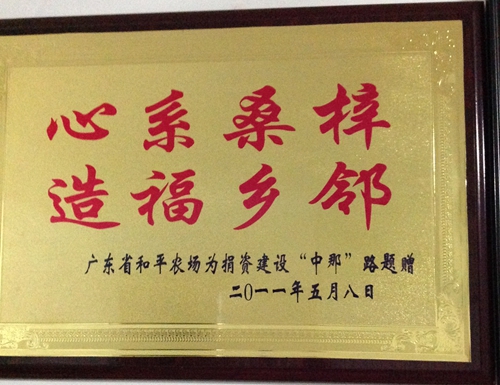 心系桑梓
造福乡邻
广东省和平农场为捐资建设“中那”路题赠
二〇一一年五月八日